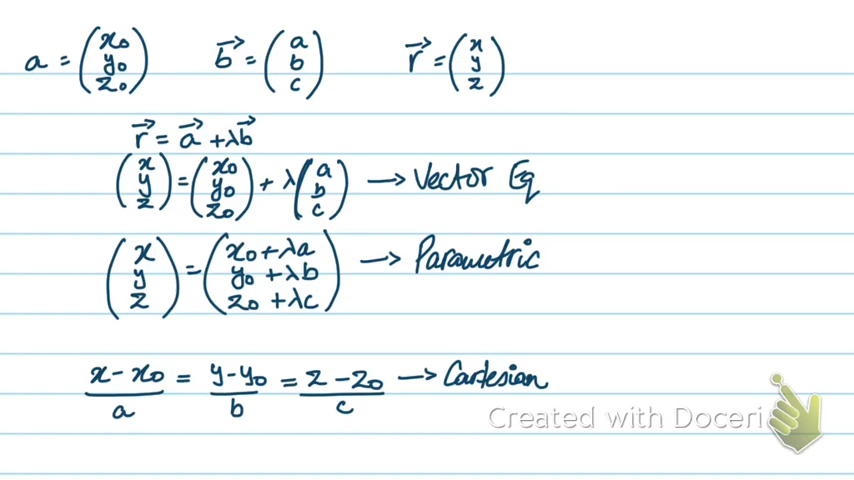 a = (x₀ y₀ z₀) b⃗ = (a b c) r⃗ = (x y z)
r⃗ = a⃗ + λb⃗
(x y z) = (x₀ y₀ z₀) + λ(a b c) → Vector Eq
(x y z) = (x₀ + λa y₀ + λb z₀ + λc) → Parametric
x - x₀ / a = y - y₀ / b = z - z₀ / c → Cartesian
Created with Doceri